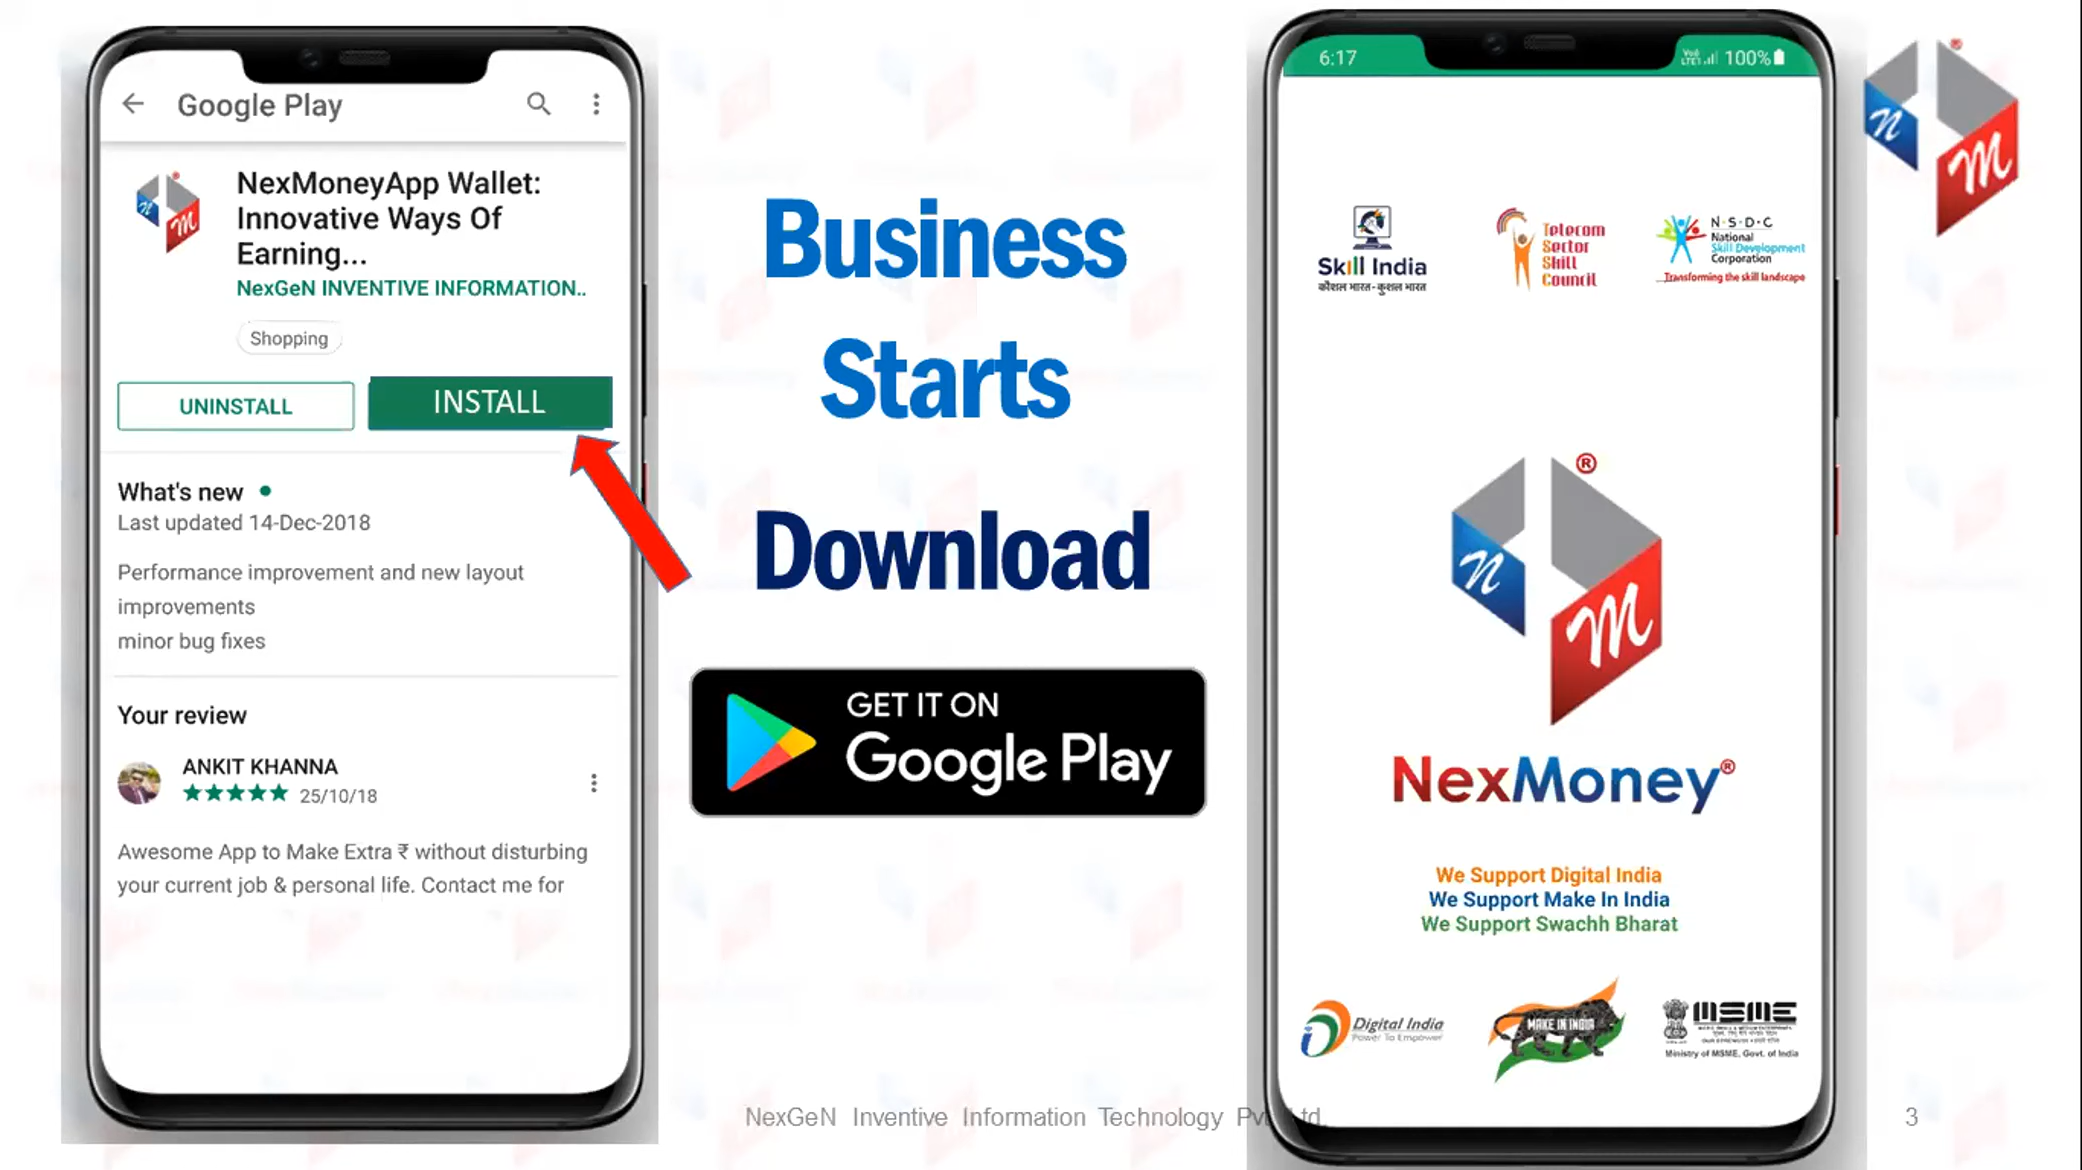 Google Play
NexMoneyApp Wallet:
Innovative Ways Of
Earning...
NexGeN INVENTIVE INFORMATION..
Shopping
UNINSTALL
INSTALL
What's new
Last updated 14-Dec-2018
Performance improvement and new layout
improvements
minor bug fixes
Your review
ANKIT KHANNA
25/10/18
Awesome App to Make Extra ₹ without disturbing
your current job & personal life. Contact me for
Business
Starts
Download
GET IT ON
Google Play
6:17
100%
Skill India
कौशल भारत-कुशल भारत
Telecom
Sector
Skill
Council
N·S·D·C
National
Skill Development
Corporation
Transforming the skill landscape
n
M
®
NexMoney®
We Support Digital India
We Support Make In India
We Support Swachh Bharat
Digital India
Power To Empower
MAKE IN INDIA
MSME
Ministry of MSME, Govt. of India
NexGeN Inventive Information Technology Pvt. Ltd.
3